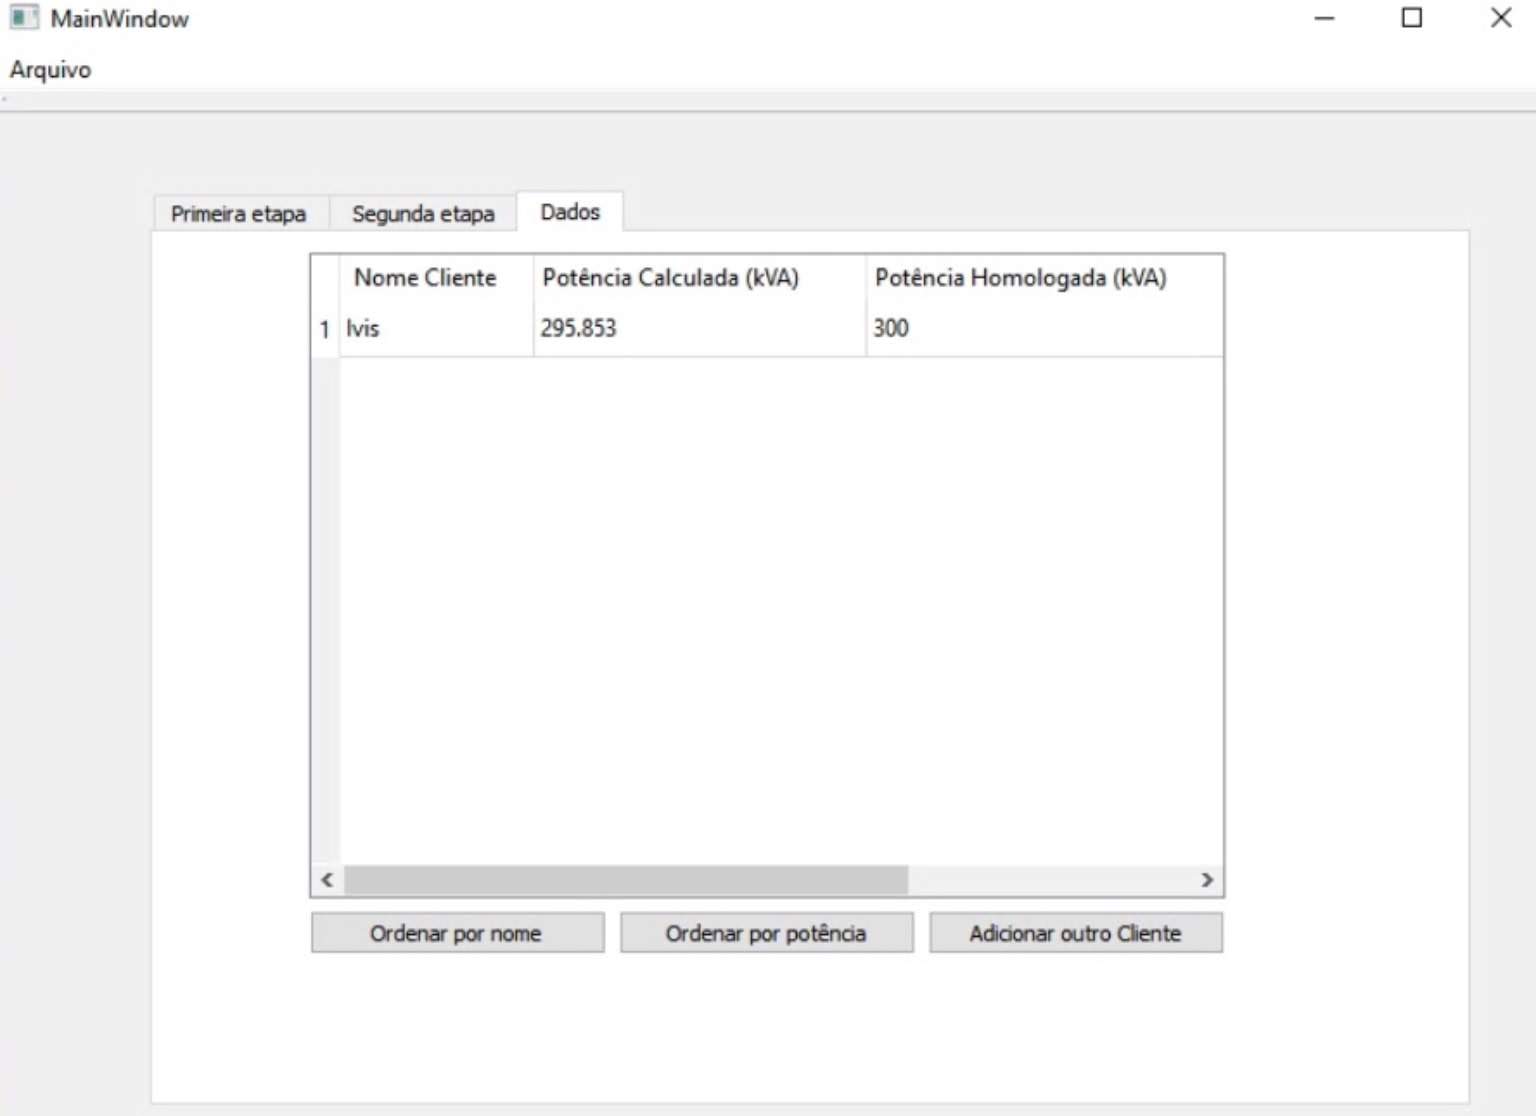 MainWindow
Arquivo
Primeira etapa Segunda etapa Dados
Nome Cliente Potência Calculada (kVA) Potência Homologada (kVA)
1 Ivis 295.853 300
Ordenar por nome Ordenar por potência Adicionar outro Cliente